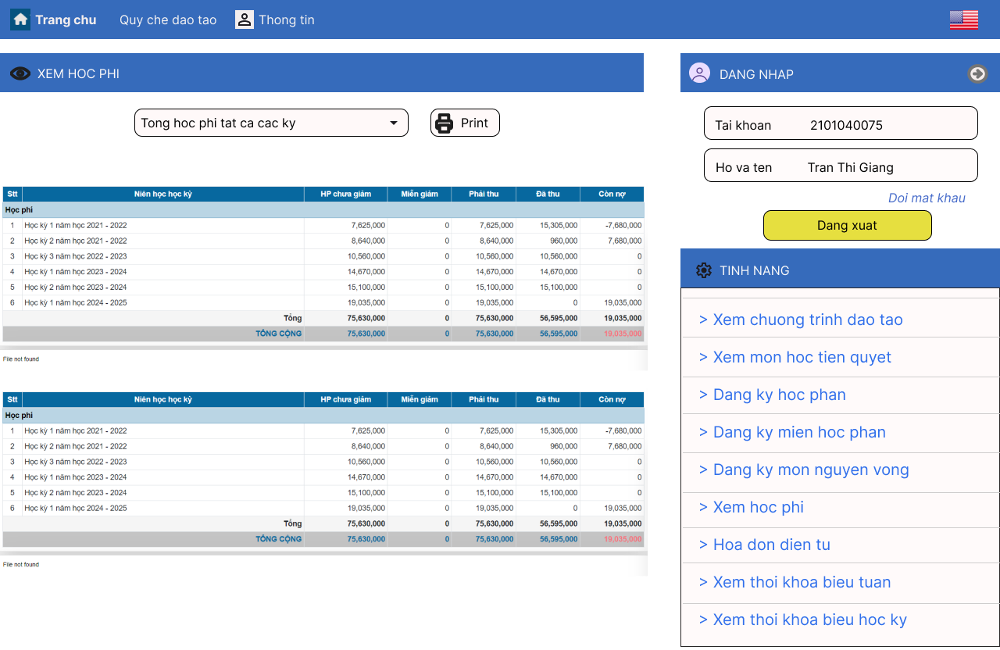 Trang chu Quy che dao tao Thong tin
XEM HOC PHI
Tong hoc phi tat ca cac ky Print
Stt Niên học học kỳ HP chưa giảm Miễn giảm Phải thu Đã thu Còn nợ
Học phí
1 Học kỳ 1 năm học 2021 - 2022 7,625,000 0 7,625,000 15,305,000 -7,680,000
2 Học kỳ 2 năm học 2021 - 2022 8,640,000 0 8,640,000 960,000 7,680,000
3 Học kỳ 3 năm học 2022 - 2023 10,560,000 0 10,560,000 10,560,000 0
4 Học kỳ 1 năm học 2023 - 2024 14,670,000 0 14,670,000 14,670,000 0
5 Học kỳ 2 năm học 2023 - 2024 15,100,000 0 15,100,000 15,100,000 0
6 Học kỳ 1 năm học 2024 - 2025 19,035,000 0 19,035,000 0 19,035,000
Tổng 75,630,000 0 75,630,000 56,595,000 19,035,000
TỔNG CỘNG 75,630,000 0 75,630,000 56,595,000 19,035,000
File not found
Stt Niên học học kỳ HP chưa giảm Miễn giảm Phải thu Đã thu Còn nợ
Học phí
1 Học kỳ 1 năm học 2021 - 2022 7,625,000 0 7,625,000 15,305,000 -7,680,000
2 Học kỳ 2 năm học 2021 - 2022 8,640,000 0 8,640,000 960,000 7,680,000
3 Học kỳ 3 năm học 2022 - 2023 10,560,000 0 10,560,000 10,560,000 0
4 Học kỳ 1 năm học 2023 - 2024 14,670,000 0 14,670,000 14,670,000 0
5 Học kỳ 2 năm học 2023 - 2024 15,100,000 0 15,100,000 15,100,000 0
6 Học kỳ 1 năm học 2024 - 2025 19,035,000 0 19,035,000 0 19,035,000
Tổng 75,630,000 0 75,630,000 56,595,000 19,035,000
TỔNG CỘNG 75,630,000 0 75,630,000 56,595,000 19,035,000
File not found
DANG NHAP
Tai khoan 2101040075
Ho va ten Tran Thi Giang
Doi mat khau
Dang xuat
TINH NANG
> Xem chuong trinh dao tao
> Xem mon hoc tien quyet
> Dang ky hoc phan
> Dang ky mien hoc phan
> Dang ky mon nguyen vong
> Xem hoc phi
> Hoa don dien tu
> Xem thoi khoa bieu tuan
> Xem thoi khoa bieu hoc ky